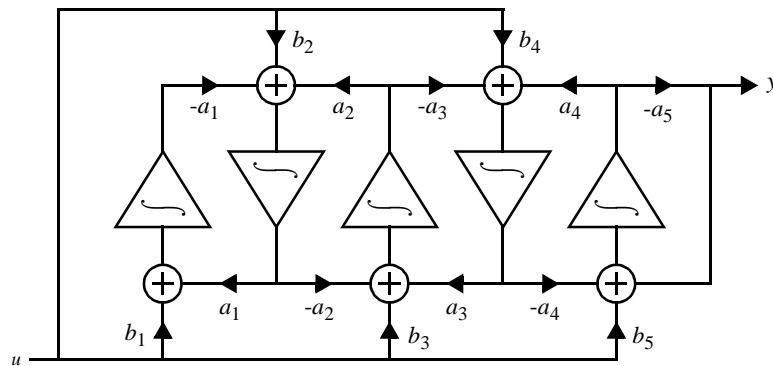 b2 b4
-a1 a2 -a3 a4 -a5 y
∫ ∫ ∫ ∫ ∫
+ +
+ + +
a1 -a2 a3 -a4
b1 b3 b5
u